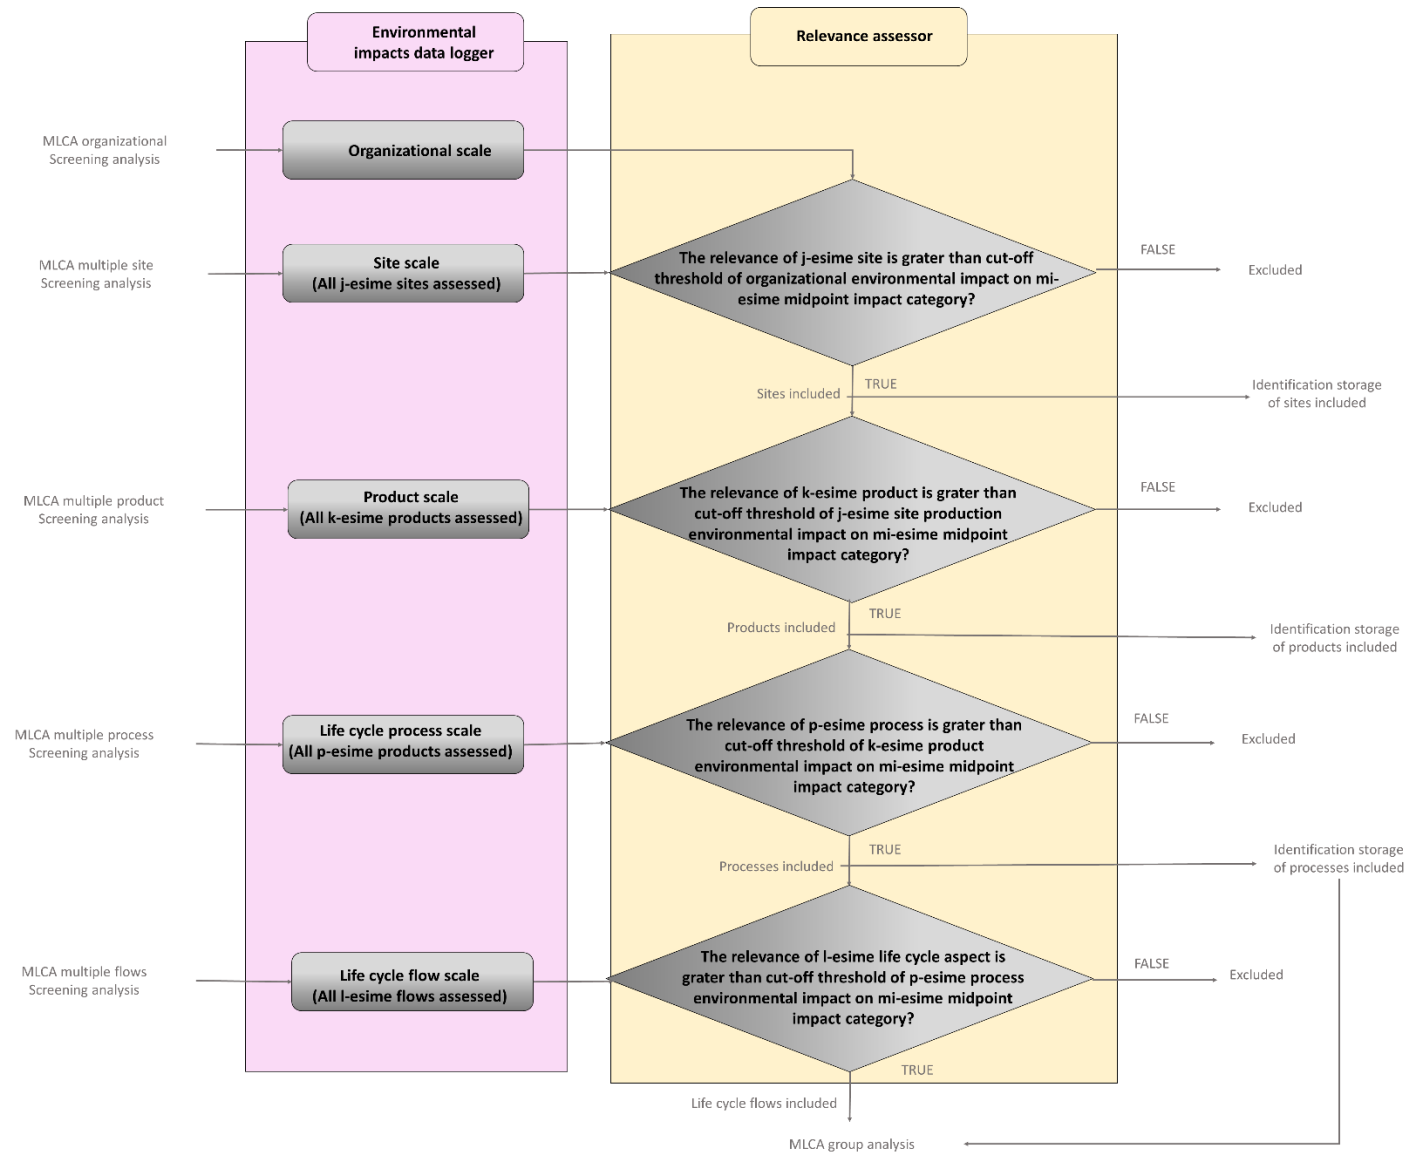 Environmental
impacts data logger
Relevance assessor
MLCA organizational
Screening analysis
Organizational scale
MLCA multiple site
Screening analysis
Site scale
(All j-esime sites assessed)
The relevance of j-esime site is grater than cut-off
threshold of organizational environmental impact on mi-
esime midpoint impact category?
FALSE
Excluded
Sites included
TRUE
Identification storage
of sites included
MLCA multiple product
Screening analysis
Product scale
(All k-esime products assessed)
The relevance of k-esime product is grater than
cut-off threshold of j-esime site production
environmental impact on mi-esime midpoint
impact category?
FALSE
Excluded
TRUE
Products included
Identification storage
of products included
MLCA multiple process
Screening analysis
Life cycle process scale
(All p-esime products assessed)
The relevance of p-esime process is grater than
cut-off threshold of k-esime product
environmental impact on mi-esime midpoint
impact category?
FALSE
Excluded
TRUE
Processes included
Identification storage
of processes included
MLCA multiple flows
Screening analysis
Life cycle flow scale
(All l-esime flows assessed)
The relevance of l-esime life cycle aspect is
grater than cut-off threshold of p-esime process
environmental impact on mi-esime midpoint
impact category?
FALSE
Excluded
TRUE
Life cycle flows included
MLCA group analysis